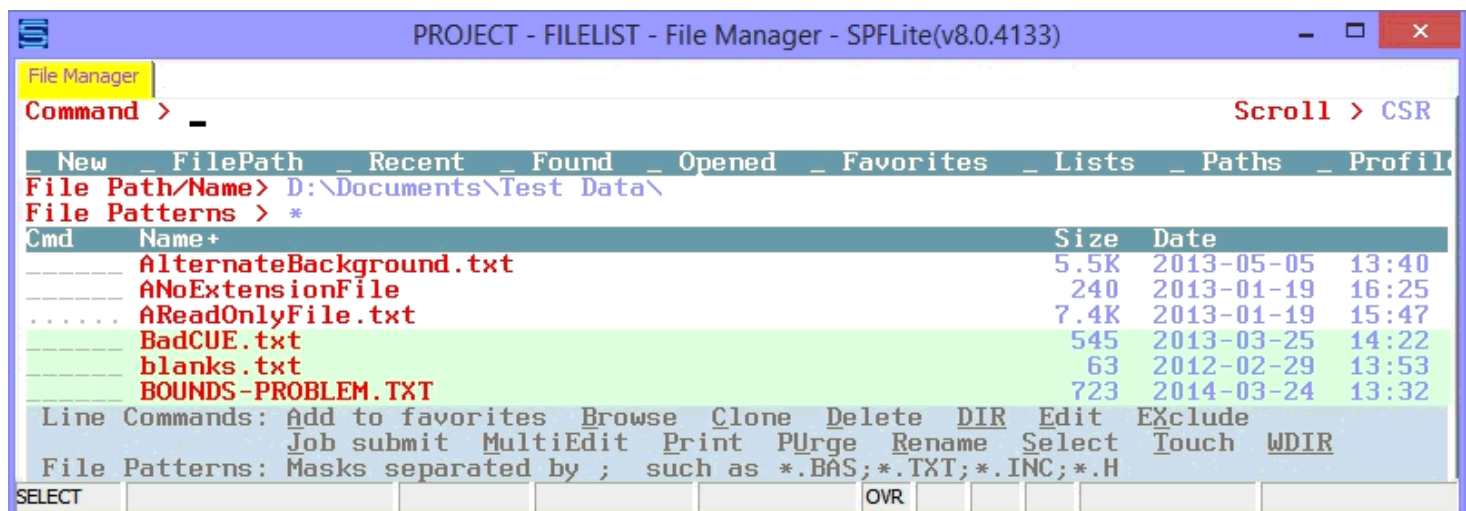 PROJECT - FILELIST - File Manager - SPFLite(v8.0.4133)
File Manager
Command > _ Scroll > CSR
_ New _ FilePath _ Recent _ Found _ Opened _ Favorites _ Lists _ Paths _ Profil
File Path/Name> D:\Documents\Test Data\
File Patterns > *
Cmd Name+ Size Date
______ AlternateBackground.txt 5.5K 2013-05-05 13:40
______ ANoExtensionFile 240 2013-01-19 16:25
...... AReadOnlyFile.txt 7.4K 2013-01-19 15:47
______ BadCUE.txt 545 2013-03-25 14:22
______ blanks.txt 63 2012-02-29 13:53
______ BOUNDS-PROBLEM.TXT 723 2014-03-24 13:32
Line Commands: Add to favorites Browse Clone Delete DIR Edit EXclude
Job submit MultiEdit Print PUrge Rename Select Touch WDIR
File Patterns: Masks separated by ; such as *.BAS;*.TXT;*.INC;*.H
SELECT OVR